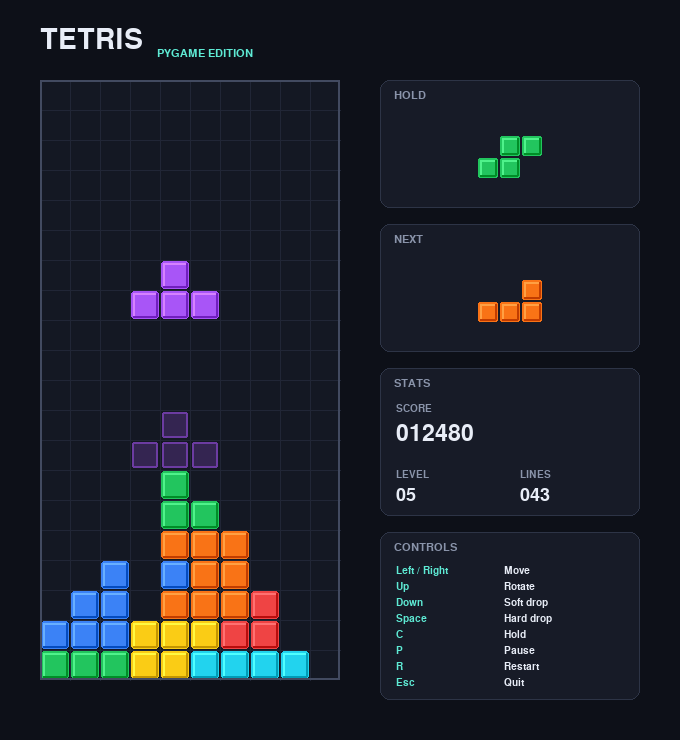 TETRIS
PYGAME EDITION
HOLD
NEXT
STATS
SCORE
012480
LEVEL LINES
05 043
CONTROLS
Left / Right Move
Up Rotate
Down Soft drop
Space Hard drop
C Hold
P Pause
R Restart
Esc Quit